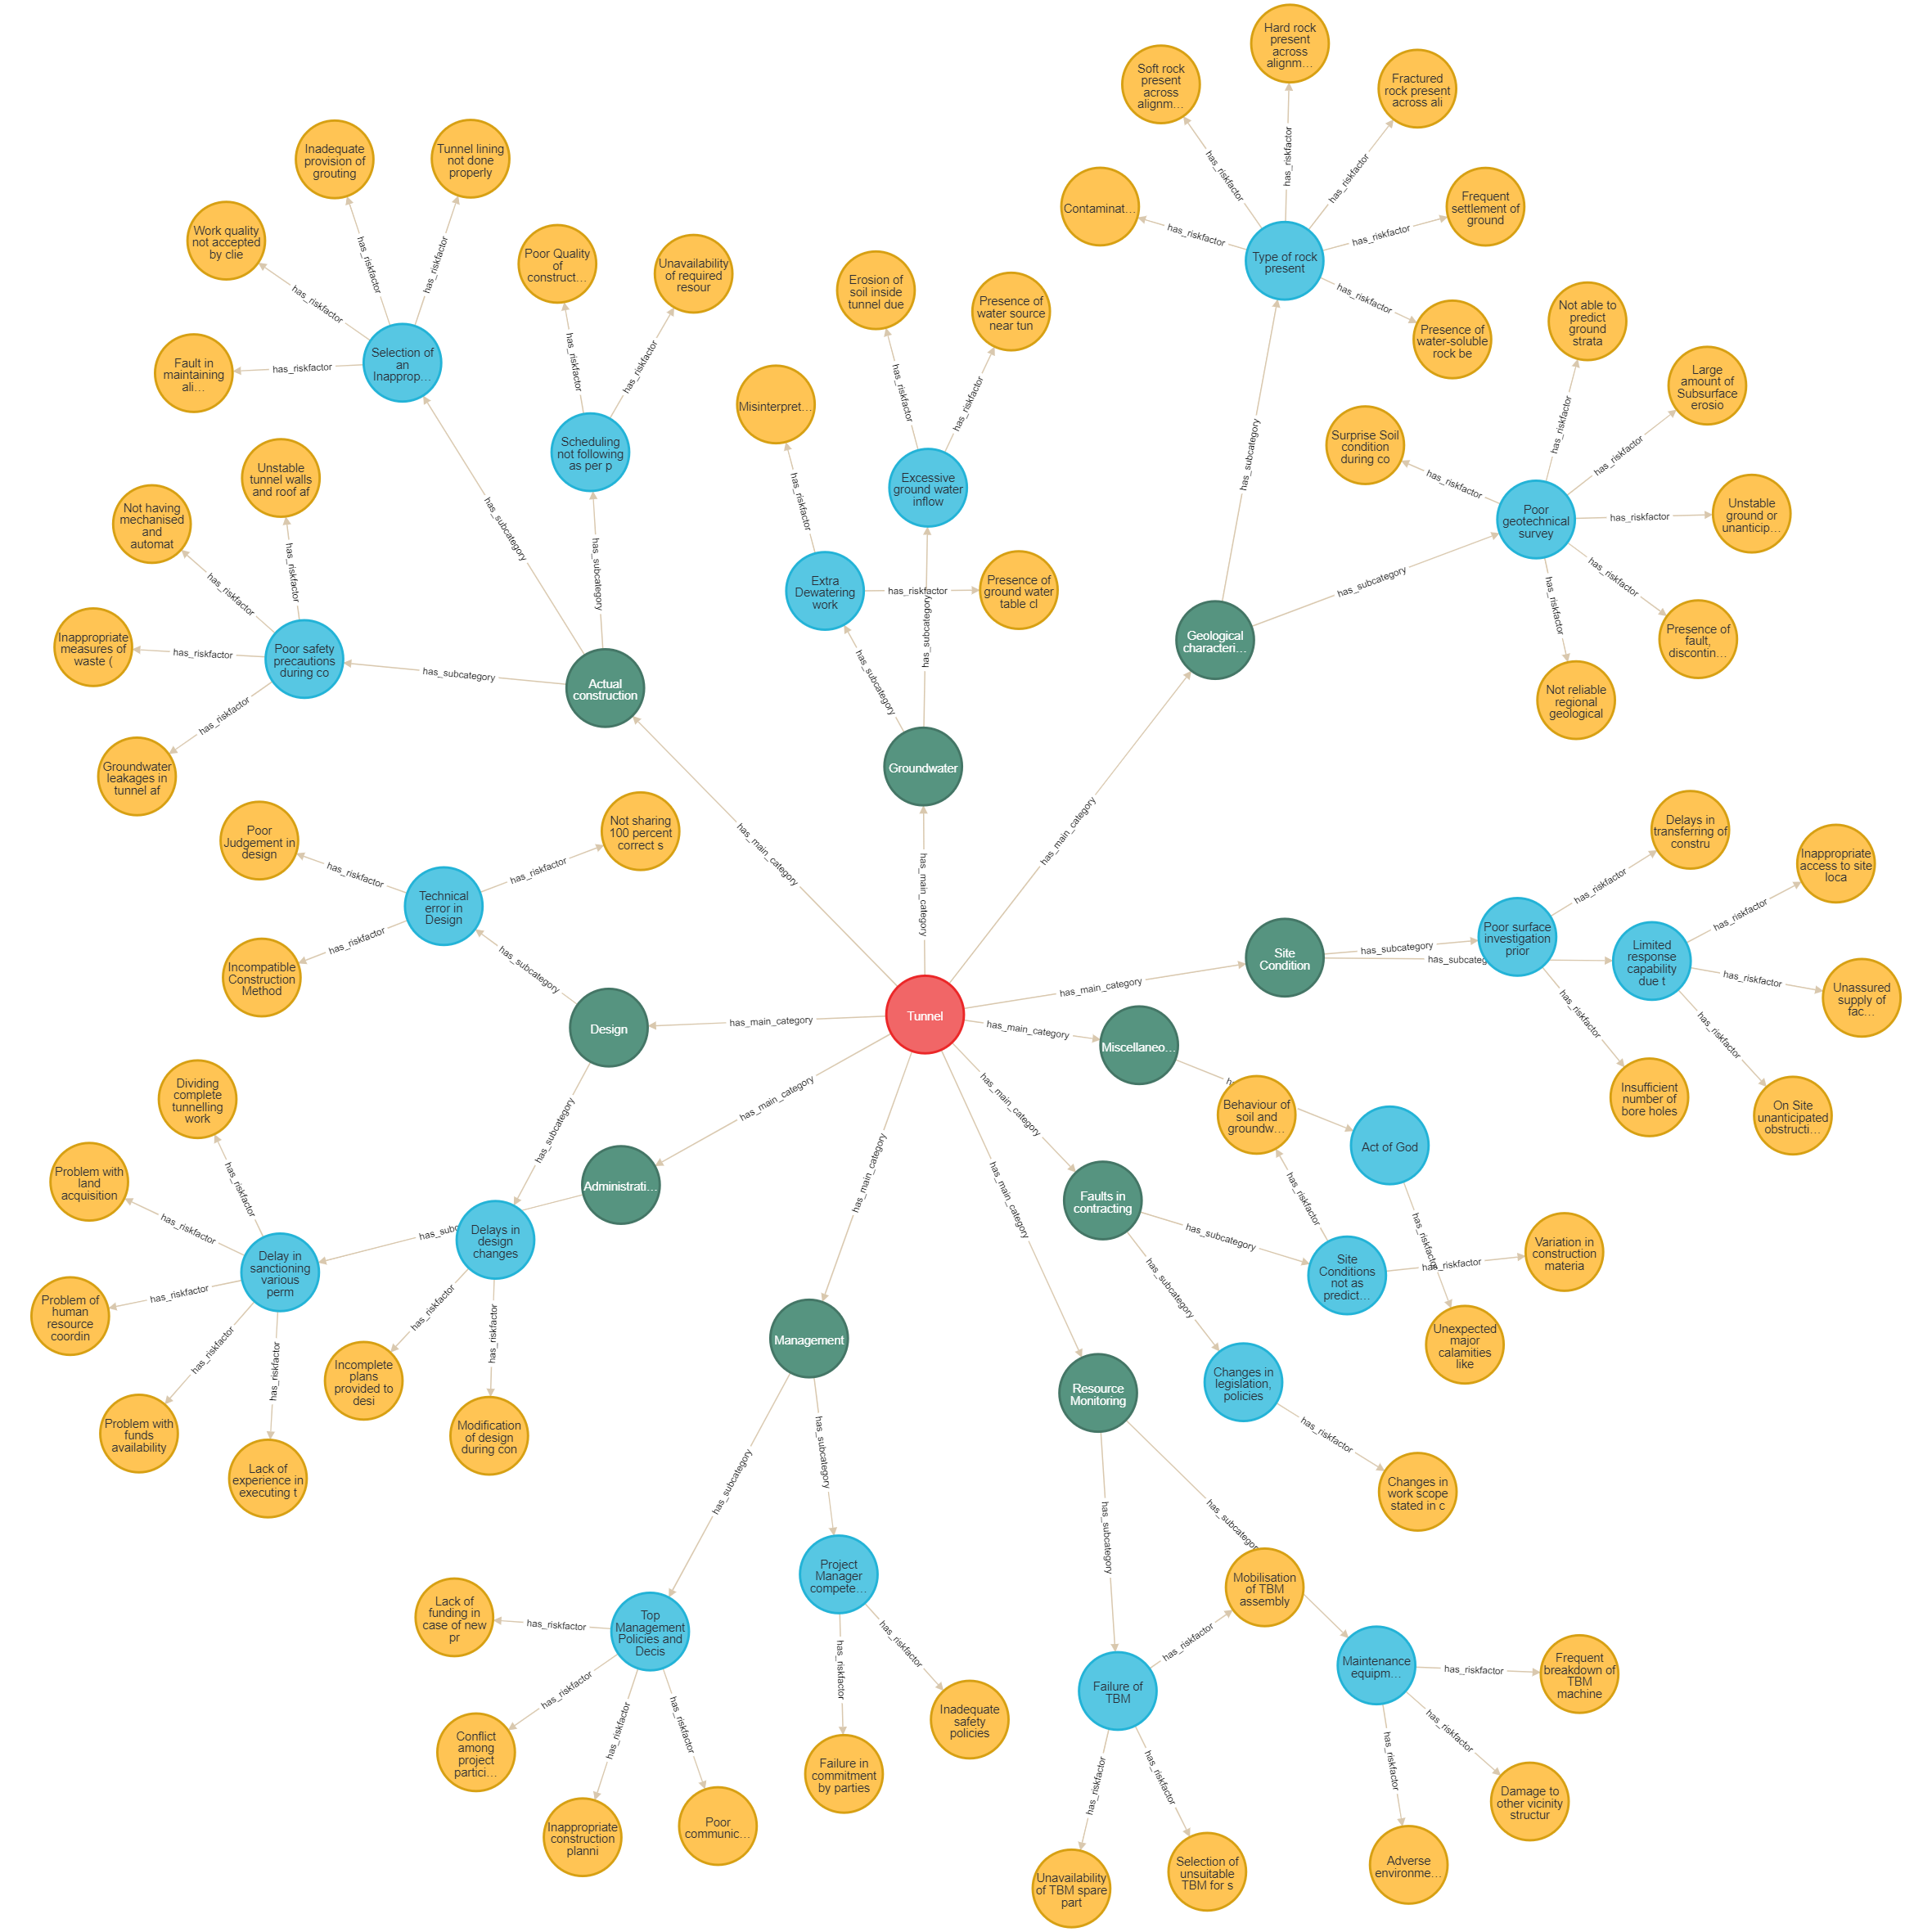 Hard rock
present
across
alignm…
Soft rock
present
across
alignm…
Fractured
rock present
across ali
has_riskfactor
has_riskfactor
has_riskfactor
Contaminat…
has_riskfactor
Type of rock
present
has_riskfactor
Frequent
settlement of
ground
has_riskfactor
Presence of
water-soluble
rock be
has_subcategory
Inadequate
provision of
grouting
Tunnel lining
not done
properly
Work quality
not accepted
by clie
has_riskfactor
has_riskfactor
has_riskfactor
Fault in
maintaining
ali…
has_riskfactor
Selection of
an
Inapprop…
has_subcategory
Poor Quality
of
construct…
Unavailability
of required
resour
has_riskfactor
has_riskfactor
Scheduling
not following
as per p
has_subcategory
Erosion of
soil inside
tunnel due
Presence of
water source
near tun
has_riskfactor
has_riskfactor
Excessive
ground water
inflow
has_subcategory
Misinterpret…
has_riskfactor
Extra
Dewatering
work
has_riskfactor
Presence of
ground water
table cl
has_subcategory
Not able to
predict
ground
strata
Large
amount of
Subsurface
erosio
Surprise Soil
condition
during co
has_riskfactor
has_riskfactor
has_riskfactor
Poor
geotechnical
survey
has_riskfactor
Unstable
ground or
unanticip…
has_riskfactor
has_riskfactor
Presence of
fault,
discontin…
Not reliable
regional
geological
has_subcategory
Geological
characteri…
Unstable
tunnel walls
and roof af
Not having
mechanised
and
automat
has_riskfactor
has_riskfactor
Inappropriate
measures of
waste (
has_riskfactor
Poor safety
precautions
during co
has_riskfactor
Groundwater
leakages in
tunnel af
has_subcategory
Actual
construction
Groundwater
has_main_category
has_main_category
has_main_category
Poor
Judgement in
design
Not sharing
100 percent
correct s
has_riskfactor
has_riskfactor
Technical
error in
Design
has_riskfactor
Incompatible
Construction
Method
has_subcategory
Design
has_main_category
Tunnel
has_main_category
Site
Condition
has_subcategory
has_subcateg
Poor surface
investigation
prior
Limited
response
capability
due t
Delays in
transferring of
constru
has_riskfactor
Inappropriate
access to site
loca
has_riskfactor
has_riskfactor
Unassured
supply of
fac…
has_riskfactor
has_riskfactor
Insufficient
number of
bore holes
On Site
unanticipated
obstructi…
has_main_category
Miscellaneo…
Act of God
has_riskfactor
Unexpected
major
calamities
like
has_main_category
Faults in
contracting
Behaviour of
soil and
groundw…
has_riskfactor
has_subcategory
Site
Conditions
not as
predict…
has_riskfactor
Variation in
construction
materia
has_subcategory
Changes in
legislation,
policies
has_riskfactor
Changes in
work scope
stated in c
has_main_category
Administrati…
has_subcategory
has_subc
Delays in
design
changes
has_riskfactor
has_riskfactor
Incomplete
plans
provided to
desi
Modification
of design
during con
Dividing
complete
tunnelling
work
Problem with
land
acquisition
has_riskfactor
has_riskfactor
Delay in
sanctioning
various
perm
has_riskfactor
Problem of
human
resource
coordin
has_riskfactor
has_riskfactor
Problem with
funds
availability
Lack of
experience in
executing t
has_main_category
Management
has_subcategory
has_subcategory
Project
Manager
compete…
has_riskfactor
has_riskfactor
Inadequate
safety
policies
Failure in
commitment
by parties
Top
Management
Policies and
Decis
has_riskfactor
Lack of
funding in
case of new
pr
has_riskfactor
Conflict
among
project
partici…
has_riskfactor
has_riskfactor
Inappropriate
construction
planni
Poor
communic…
has_main_category
Resource
Monitoring
has_subcategory
has_subcategor
Mobilisation
of TBM
assembly
has_riskfactor
Failure of
TBM
has_riskfactor
has_riskfactor
Unavailability
of TBM spare
part
Selection of
unsuitable
TBM for s
Maintenance
equipm…
has_riskfactor
Frequent
breakdown of
TBM
machine
has_riskfactor
has_riskfactor
Damage to
other vicinity
structur
Adverse
environme…